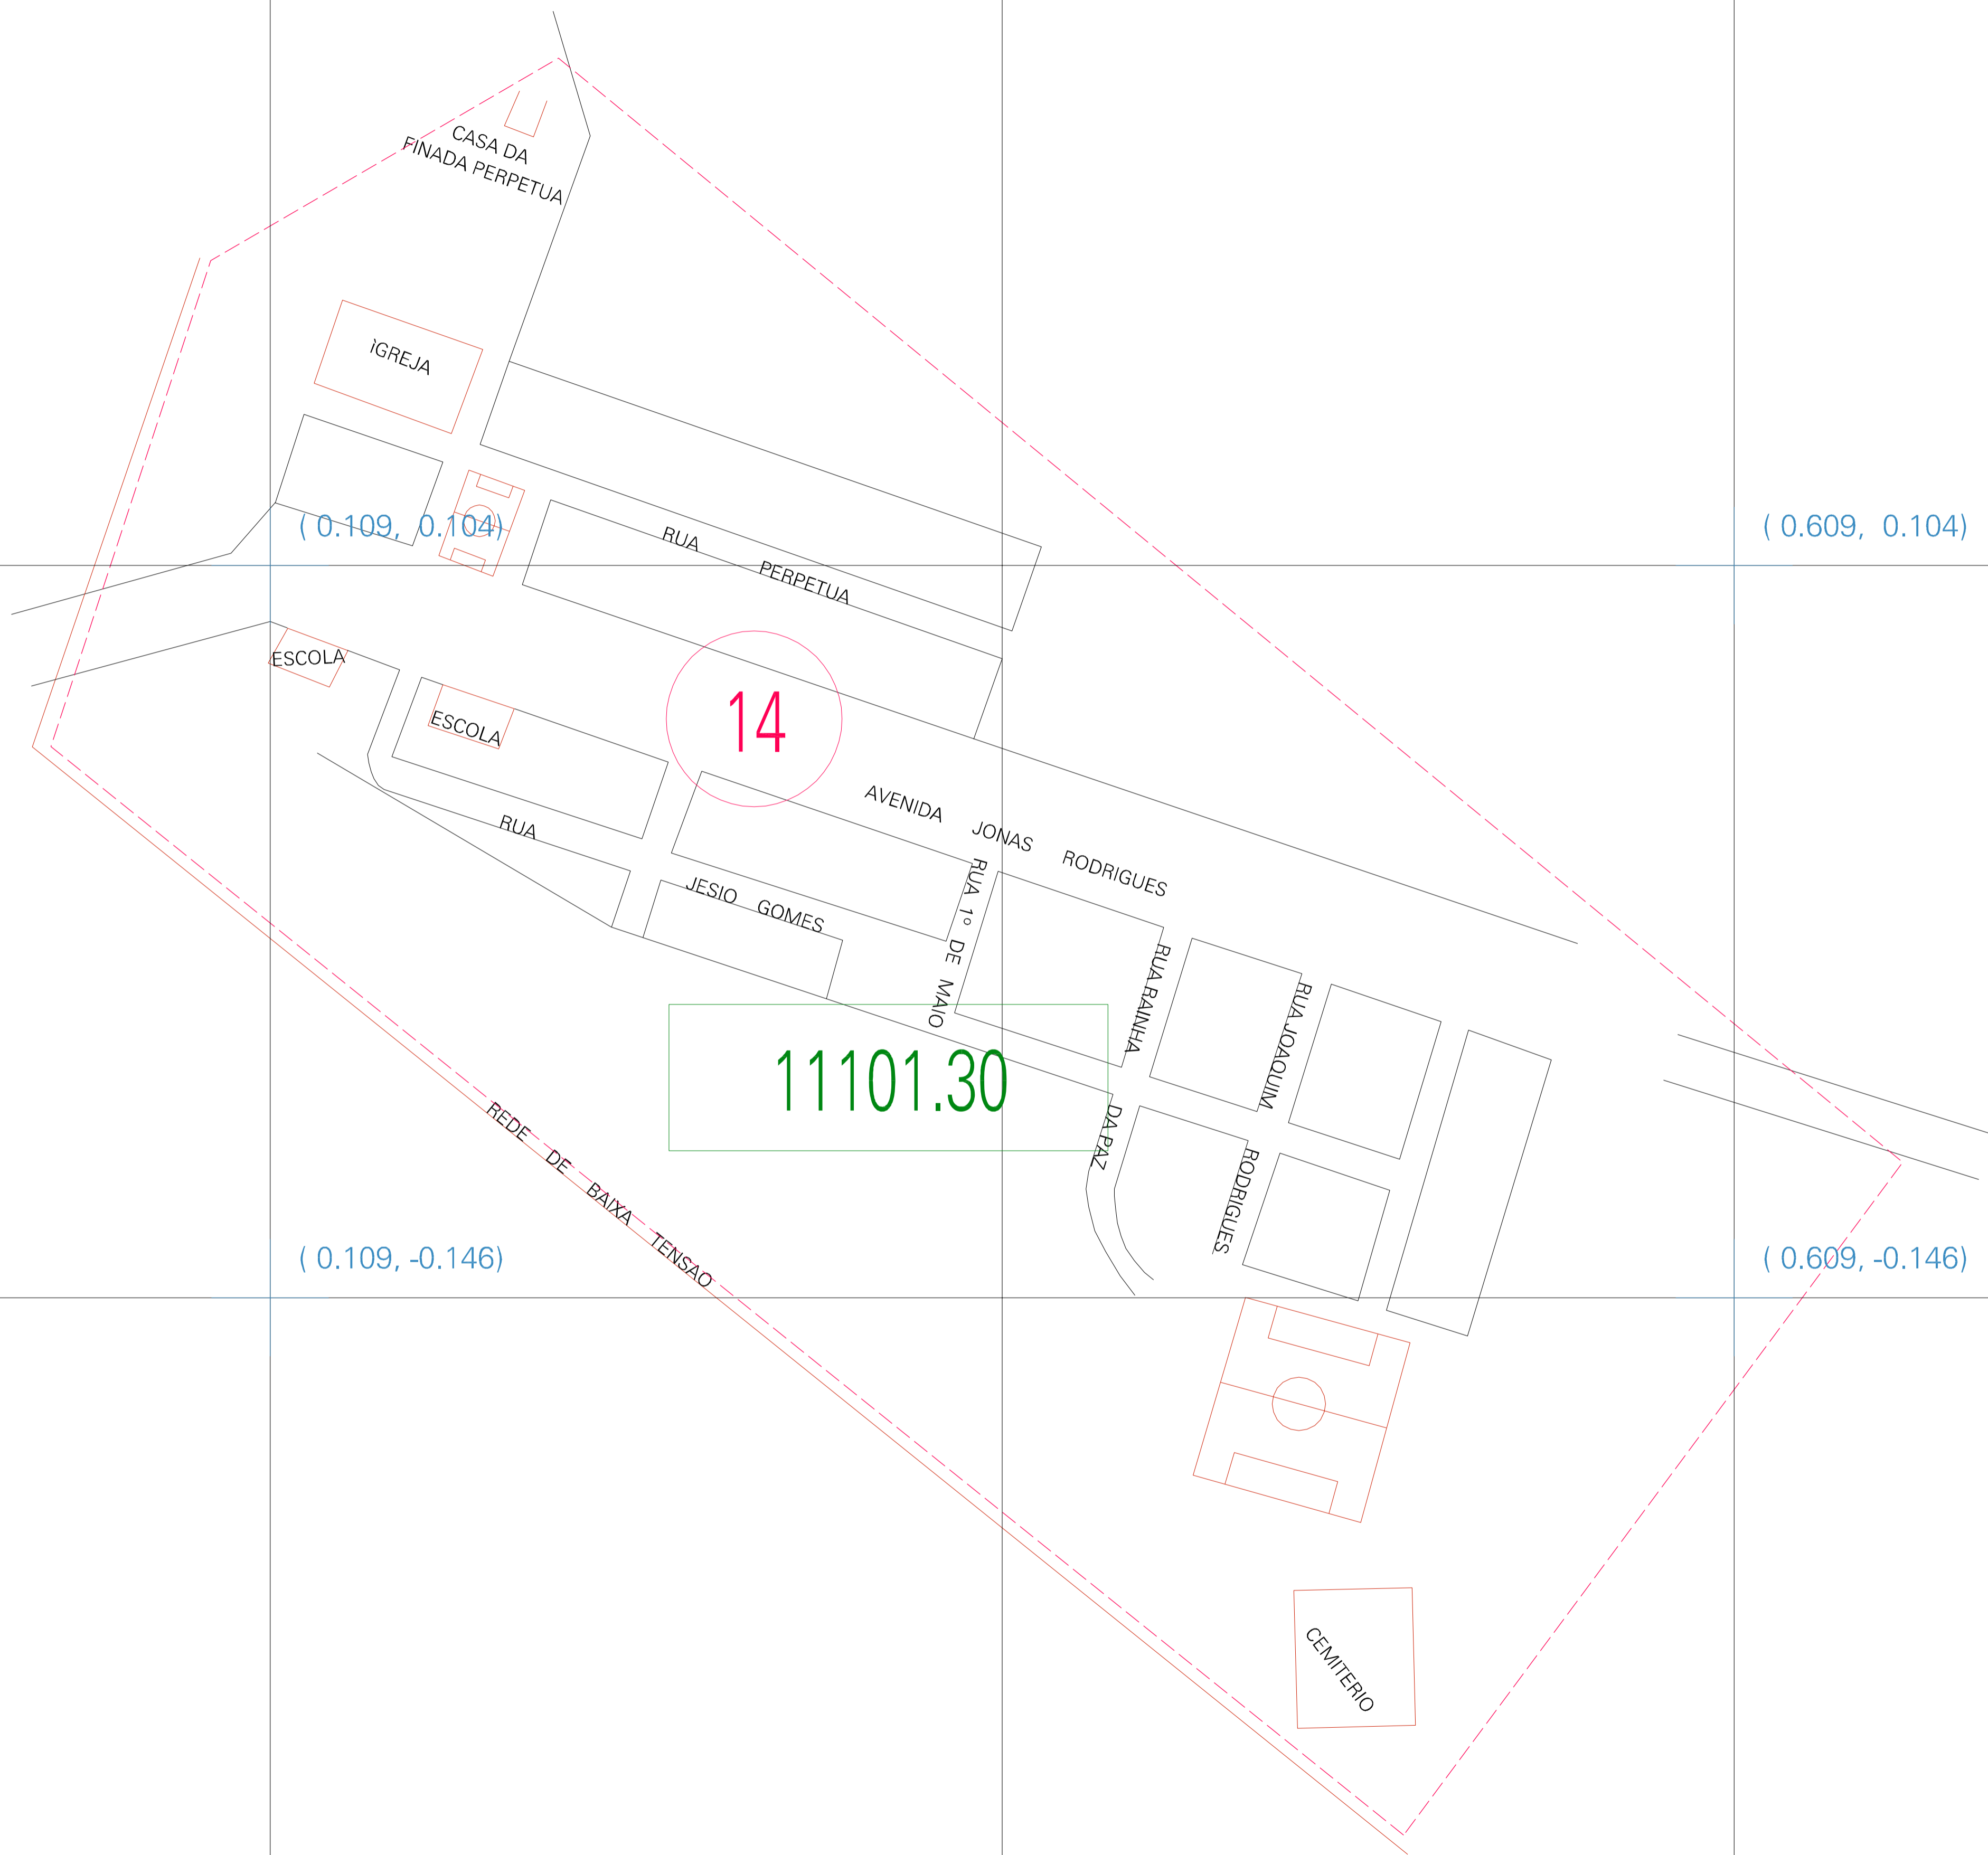 CASA DA
FINADA PERPETUA
ìGREJA
( 0.109,  0.104)
( 0.609,  0.104)
RUA PERPETUA
ESCOLA
ESCOLA
14
AVENIDA JONAS RODRIGUES
RUA JESIO GOMES
RUA 1º DE MAIO
RUA RAINHA DA PAZ
RUA JOAQUIM RODRIGUES
11101.30
REDE DE BAIXA TENSAO
( 0.109, -0.146)
( 0.609, -0.146)
CEMITERIO